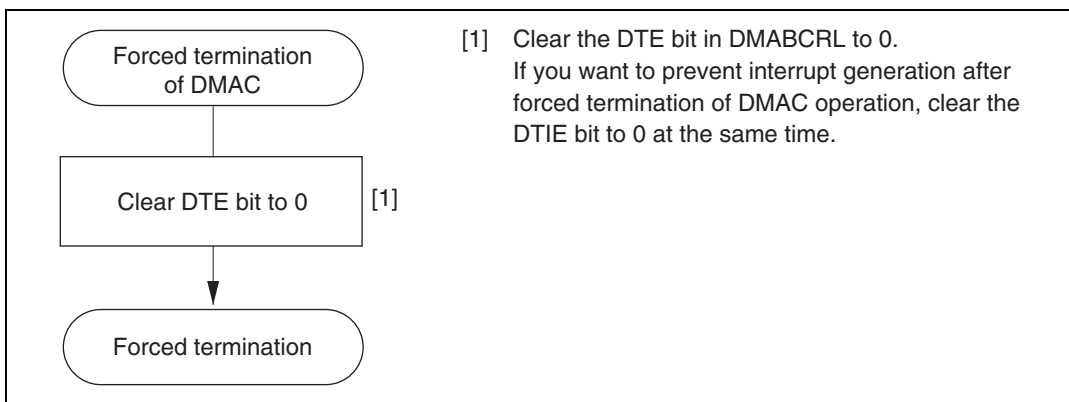 Forced termination
of DMAC
Clear DTE bit to 0
[1]
Forced termination
[1] Clear the DTE bit in DMABCRL to 0.
If you want to prevent interrupt generation after
forced termination of DMAC operation, clear the
DTIE bit to 0 at the same time.